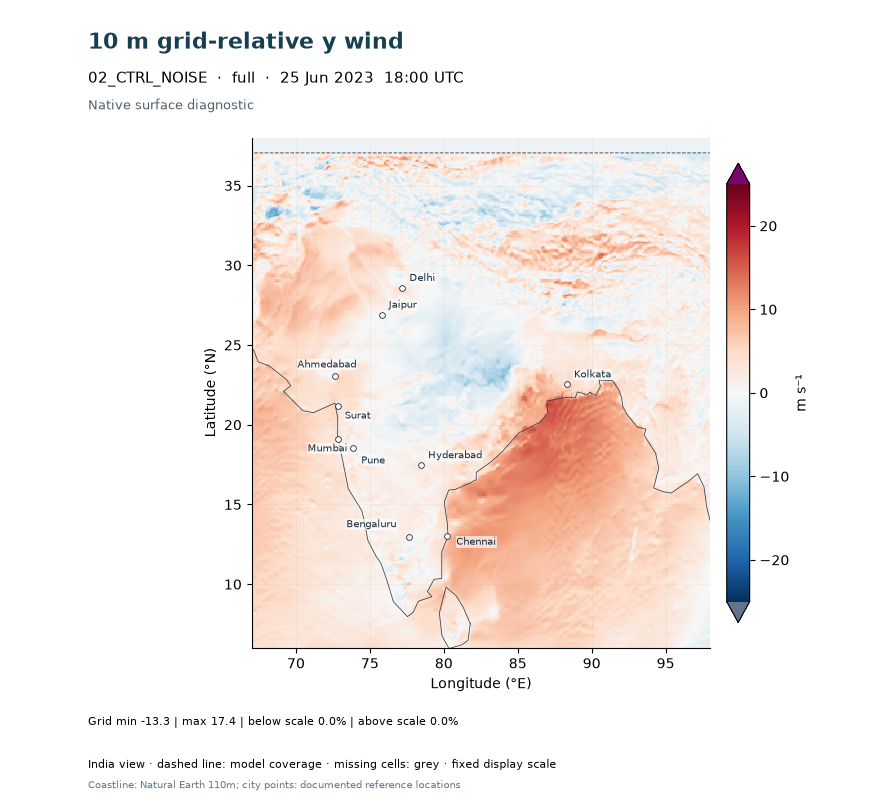 10 m grid-relative y wind
02_CTRL_NOISE · full · 25 Jun 2023 18:00 UTC
Native surface diagnostic
35
30
25
20
15
10
Latitude (°N)
Delhi
Jaipur
Ahmedabad
Kolkata
Surat
Mumbai
Pune
Hyderabad
Bengaluru
Chennai
70 75 80 85 90 95
Longitude (°E)
20
10
0
−10
−20
m s⁻¹
Grid min -13.3 | max 17.4 | below scale 0.0% | above scale 0.0%
India view · dashed line: model coverage · missing cells: grey · fixed display scale
Coastline: Natural Earth 110m; city points: documented reference locations